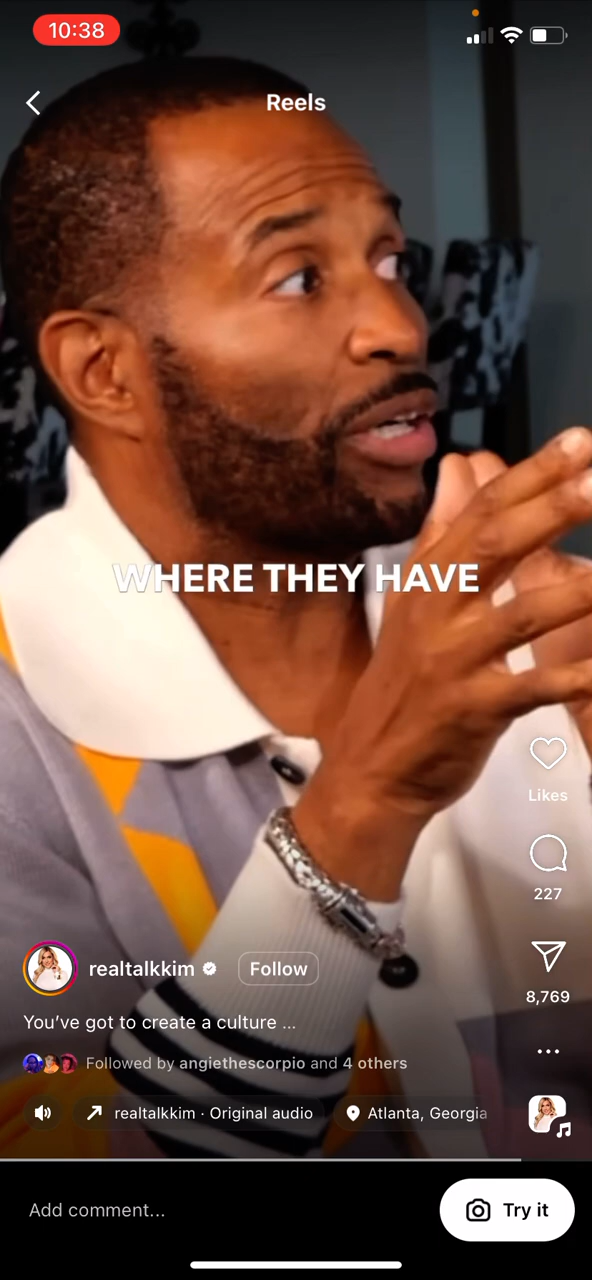 10:38
Reels
WHERE THEY HAVE
Likes
227
8,769
realtalkkim
Follow
You've got to create a culture ...
Followed by angiethescorpio and 4 others
realtalkkim · Original audio
Atlanta, Georgia
Add comment...
Try it